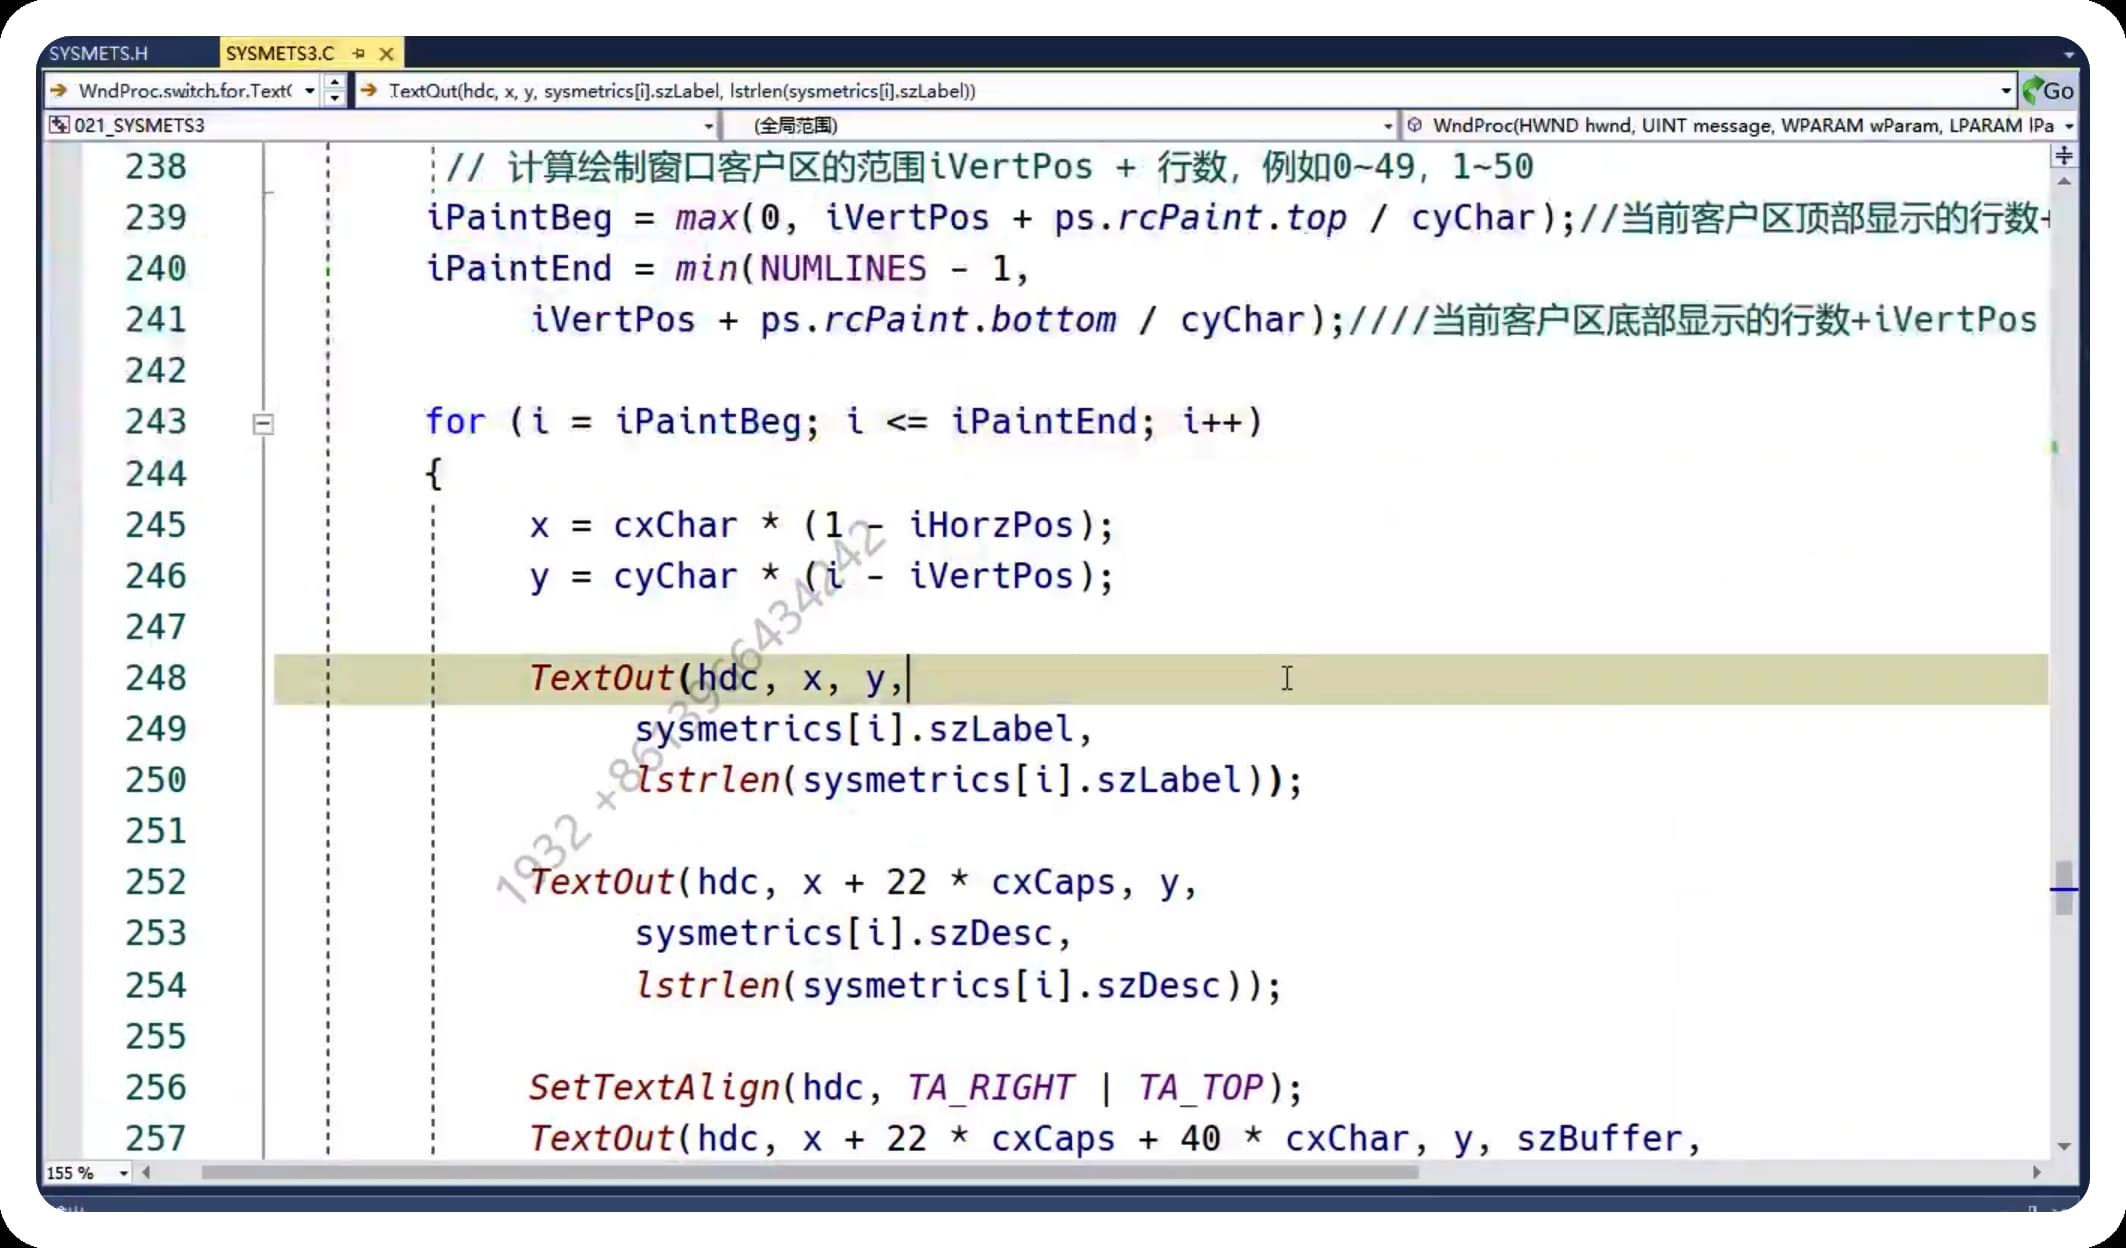 SYSMETS.H SYSMETS3.C
WndProc.switch.for.Text TextOut(hdc, x, y, sysmetrics[i].szLabel, lstrlen(sysmetrics[i].szLabel)) Go
021_SYSMETS3 (全局范围) WndProc(HWND hwnd, UINT message, WPARAM wParam, LPARAM lPa
238 // 计算绘制窗口客户区的范围iVertPos + 行数，例如0~49，1~50
239 iPaintBeg = max(0, iVertPos + ps.rcPaint.top / cyChar);//当前客户区顶部显示的行数+
240 iPaintEnd = min(NUMLINES - 1,
241 iVertPos + ps.rcPaint.bottom / cyChar);////当前客户区底部显示的行数+iVertPos
242
243 for (i = iPaintBeg; i <= iPaintEnd; i++)
244 {
245 x = cxChar * (1 - iHorzPos);
246 y = cyChar * (i - iVertPos);
247
248 TextOut(hdc, x, y,
249 sysmetrics[i].szLabel,
250 lstrlen(sysmetrics[i].szLabel));
251
252 TextOut(hdc, x + 22 * cxCaps, y,
253 sysmetrics[i].szDesc,
254 lstrlen(sysmetrics[i].szDesc));
255
256 SetTextAlign(hdc, TA_RIGHT | TA_TOP);
257 TextOut(hdc, x + 22 * cxCaps + 40 * cxChar, y, szBuffer,
155 %
1932 +8613966434242